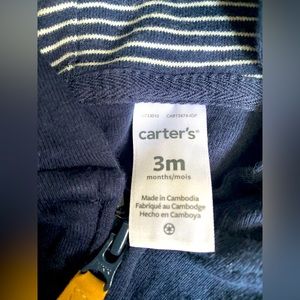 carter's®
3m
months/mois
Made in Cambodia
Fabriqué au Cambodge
Hecho en Camboya